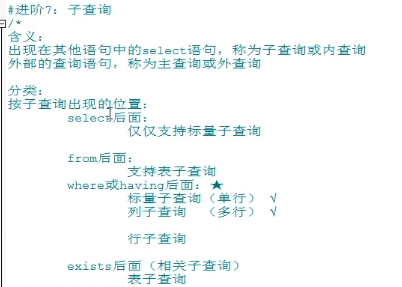 #进阶7：子查询
/*
含义：
出现在其他语句中的select语句，称为子查询或内查询
外部的查询语句，称为主查询或外查询
分类：
按子查询出现的位置：
select后面：
仅仅支持标量子查询
from后面：
支持表子查询
where或having后面：★
标量子查询（单行） √
列子查询 （多行） √
行子查询
exists后面（相关子查询）
表子查询